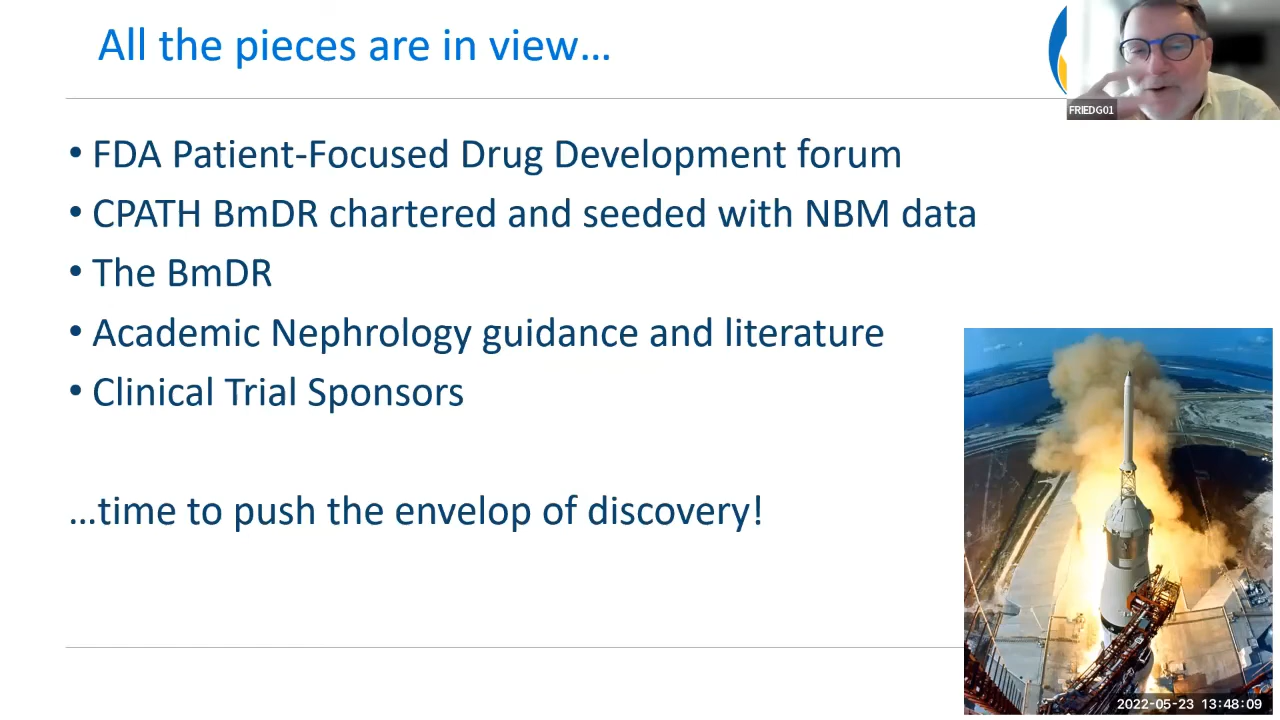 All the pieces are in view…
FRIEDG01
• FDA Patient-Focused Drug Development forum
• CPATH BmDR chartered and seeded with NBM data
• The BmDR
• Academic Nephrology guidance and literature
• Clinical Trial Sponsors
…time to push the envelop of discovery!
2022-05-23 13:48:09